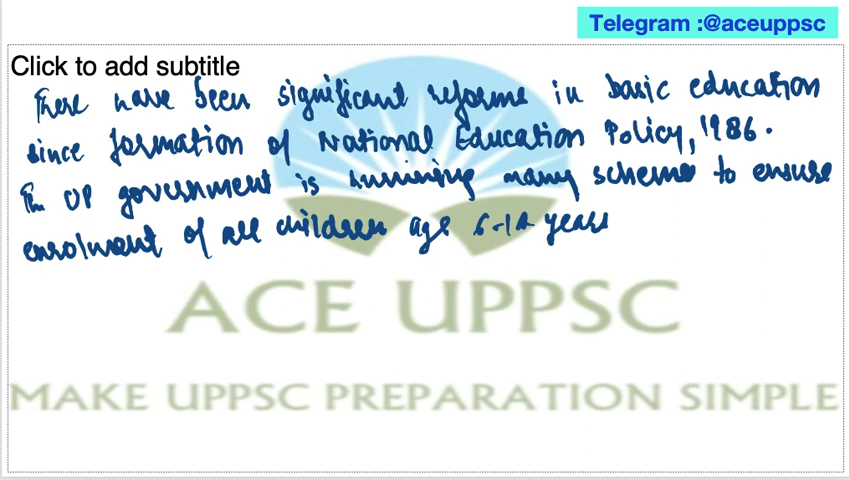 Telegram :@aceuppsc
Click to add subtitle
There have been significant reforms in basic education
since formation of National Education Policy, 1986.
The UP government is running many scheme to ensure
enrolment of all children age 6-14 years
ACE UPPSC
MAKE UPPSC PREPARATION SIMPLE